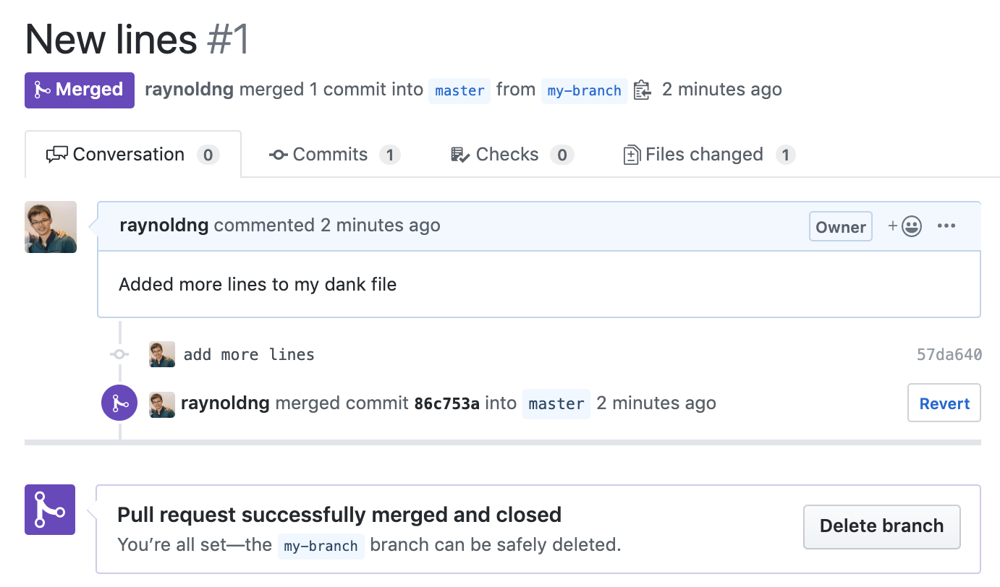 New lines #1
Merged raynoldng merged 1 commit into master from my-branch 2 minutes ago
Conversation 0 Commits 1 Checks 0 Files changed 1
raynoldng commented 2 minutes ago Owner +
Added more lines to my dank file
add more lines 57da640
raynoldng merged commit 86c753a into master 2 minutes ago Revert
Pull request successfully merged and closed
You’re all set—the my-branch branch can be safely deleted.
Delete branch